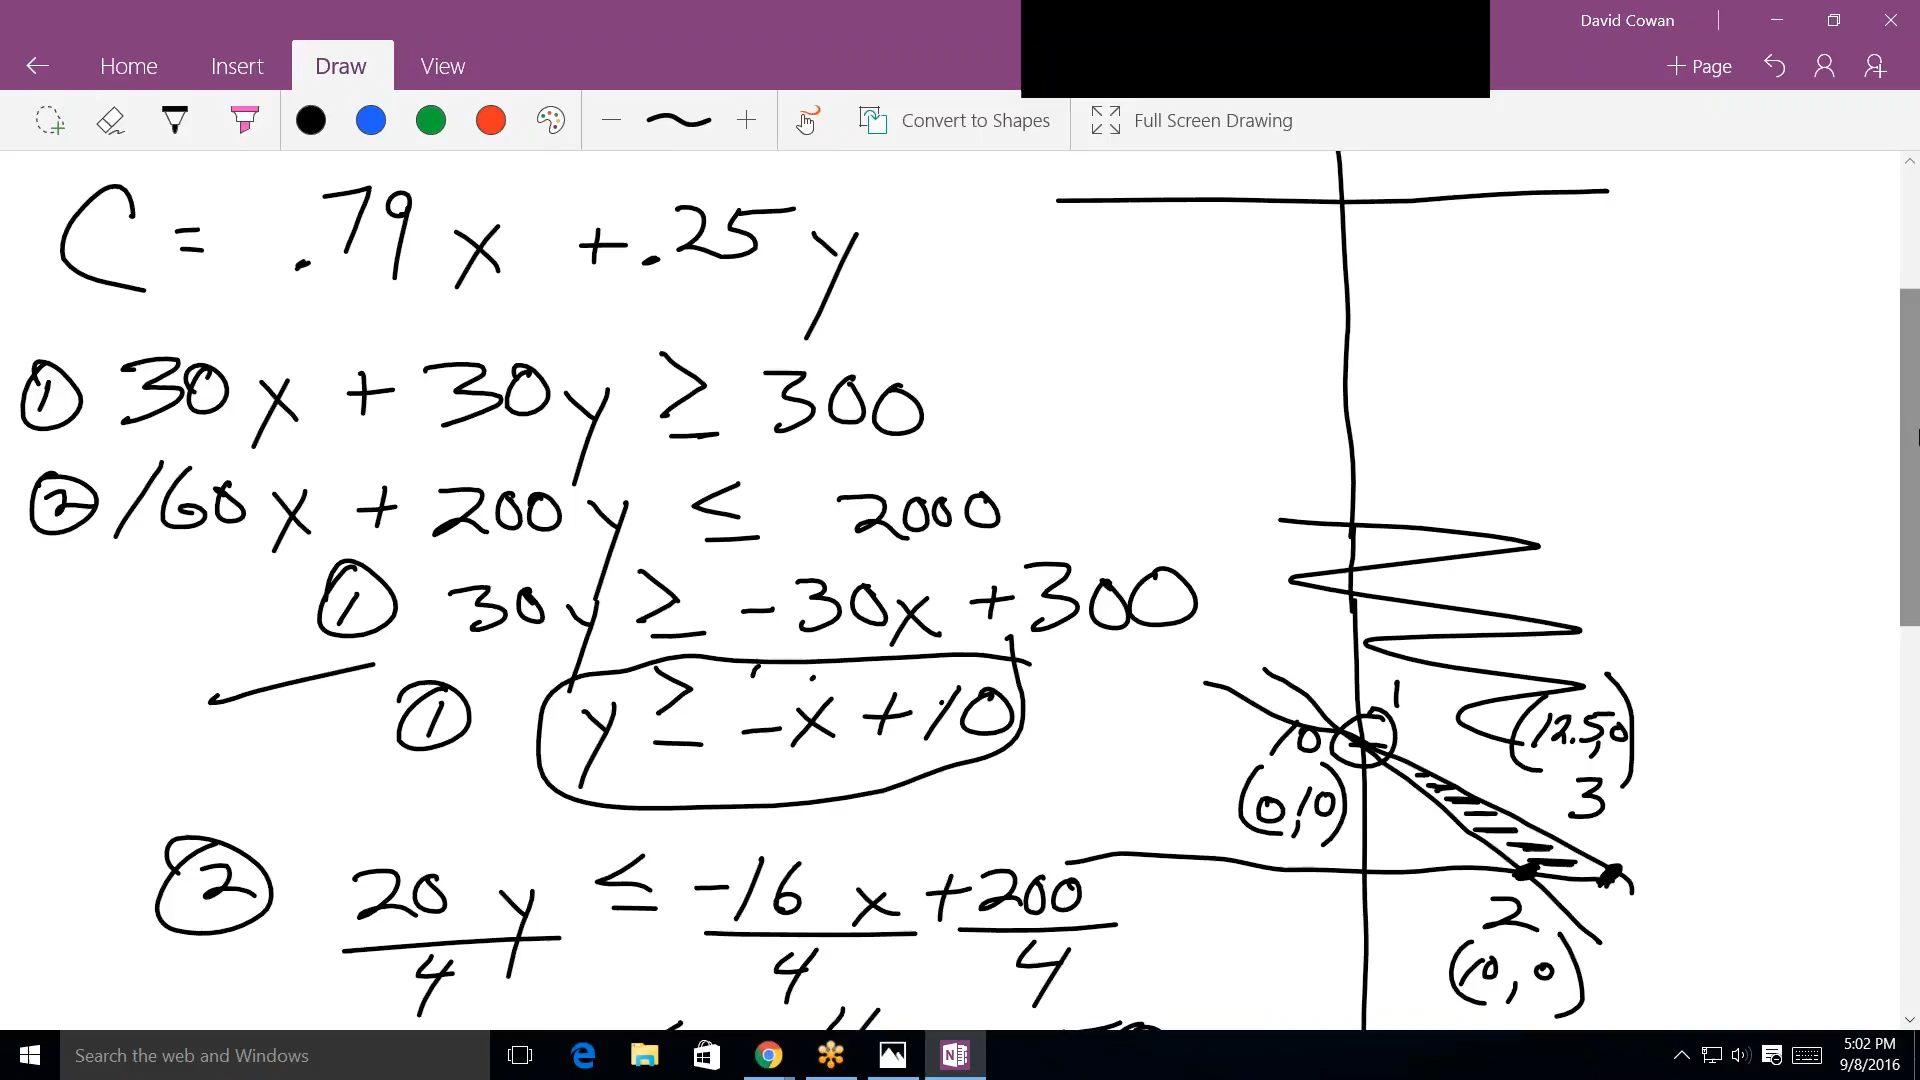 David Cowan
Home Insert Draw View
+ Page
Convert to Shapes Full Screen Drawing
C = .79x + .25y
① 30x + 30y ≥ 300
② 160x + 200y ≤ 2000
① 30y ≥ -30x + 300
① y ≥ -x + 10
② 20y/4 ≤ -16x/4 + 200/4
1
10
(0,10)
(12.5,0)
3
2
(10,0)
Search the web and Windows
5:02 PM
9/8/2016